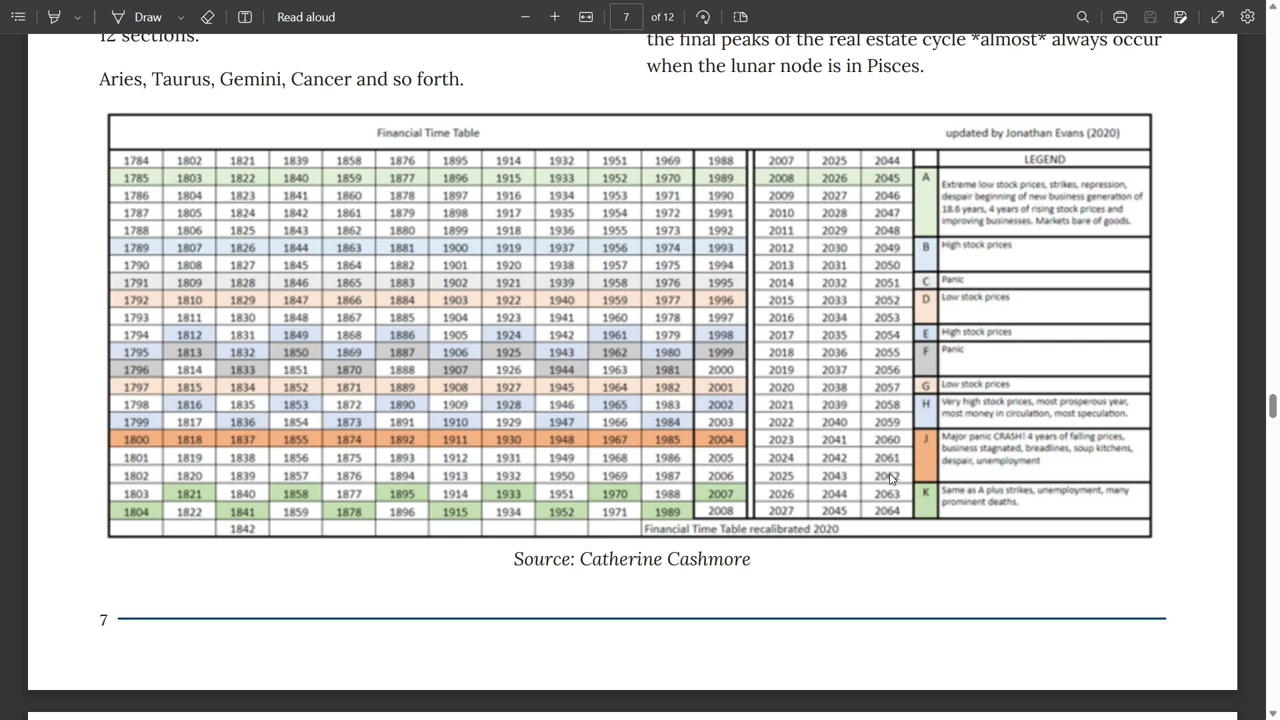 Draw
Read aloud
7
of 12
12 sections.
Aries, Taurus, Gemini, Cancer and so forth.
the final peaks of the real estate cycle *almost* always occur
when the lunar node is in Pisces.
Financial Time Table
updated by Jonathan Evans (2020)
1784 1802 1821 1839 1858 1876 1895 1914 1932 1951 1969 1988 2007 2025 2044 LEGEND
1785 1803 1822 1840 1859 1877 1896 1915 1933 1952 1970 1989 2008 2026 2045 A
1786 1804 1823 1841 1860 1878 1897 1916 1934 1953 1971 1990 2009 2027 2046
1787 1805 1824 1842 1861 1879 1898 1917 1935 1954 1972 1991 2010 2028 2047
1788 1806 1825 1843 1862 1880 1899 1918 1936 1955 1973 1992 2011 2029 2048
Extreme low stock prices, strikes, repression,
despair beginning of new business generation of
18.6 years, 4 years of rising stock prices and
improving businesses. Markets bare of goods.
1789 1807 1826 1844 1863 1881 1900 1919 1937 1956 1974 1993 2012 2030 2049 B High stock prices
1790 1808 1827 1845 1864 1882 1901 1920 1938 1957 1975 1994 2013 2031 2050
1791 1809 1828 1846 1865 1883 1902 1921 1939 1958 1976 1995 2014 2032 2051 C Panic
1792 1810 1829 1847 1866 1884 1903 1922 1940 1959 1977 1996 2015 2033 2052 D Low stock prices
1793 1811 1830 1848 1867 1885 1904 1923 1941 1960 1978 1997 2016 2034 2053
1794 1812 1831 1849 1868 1886 1905 1924 1942 1961 1979 1998 2017 2035 2054 E High stock prices
1795 1813 1832 1850 1869 1887 1906 1925 1943 1962 1980 1999 2018 2036 2055 F Panic
1796 1814 1833 1851 1870 1888 1907 1926 1944 1963 1981 2000 2019 2037 2056
1797 1815 1834 1852 1871 1889 1908 1927 1945 1964 1982 2001 2020 2038 2057 G Low stock prices
1798 1816 1835 1853 1872 1890 1909 1928 1946 1965 1983 2002 2021 2039 2058 H Very high stock prices, most prosperous year,
1799 1817 1836 1854 1873 1891 1910 1929 1947 1966 1984 2003 2022 2040 2059 most money in circulation, most speculation.
1800 1818 1837 1855 1874 1892 1911 1930 1948 1967 1985 2004 2023 2041 2060 J Major panic CRASH! 4 years of falling prices,
1801 1819 1838 1856 1875 1893 1912 1931 1949 1968 1986 2005 2024 2042 2061 business stagnated, breadlines, soup kitchens,
1802 1820 1839 1857 1876 1894 1913 1932 1950 1969 1987 2006 2025 2043 despair, unemployment
1803 1821 1840 1858 1877 1895 1914 1933 1951 1970 1988 2007 2026 2044 2063 K Same as A plus strikes, unemployment, many
1804 1822 1841 1859 1878 1896 1915 1934 1952 1971 1989 2008 2027 2045 2064 prominent deaths.
1842 Financial Time Table recalibrated 2020
Source: Catherine Cashmore
7